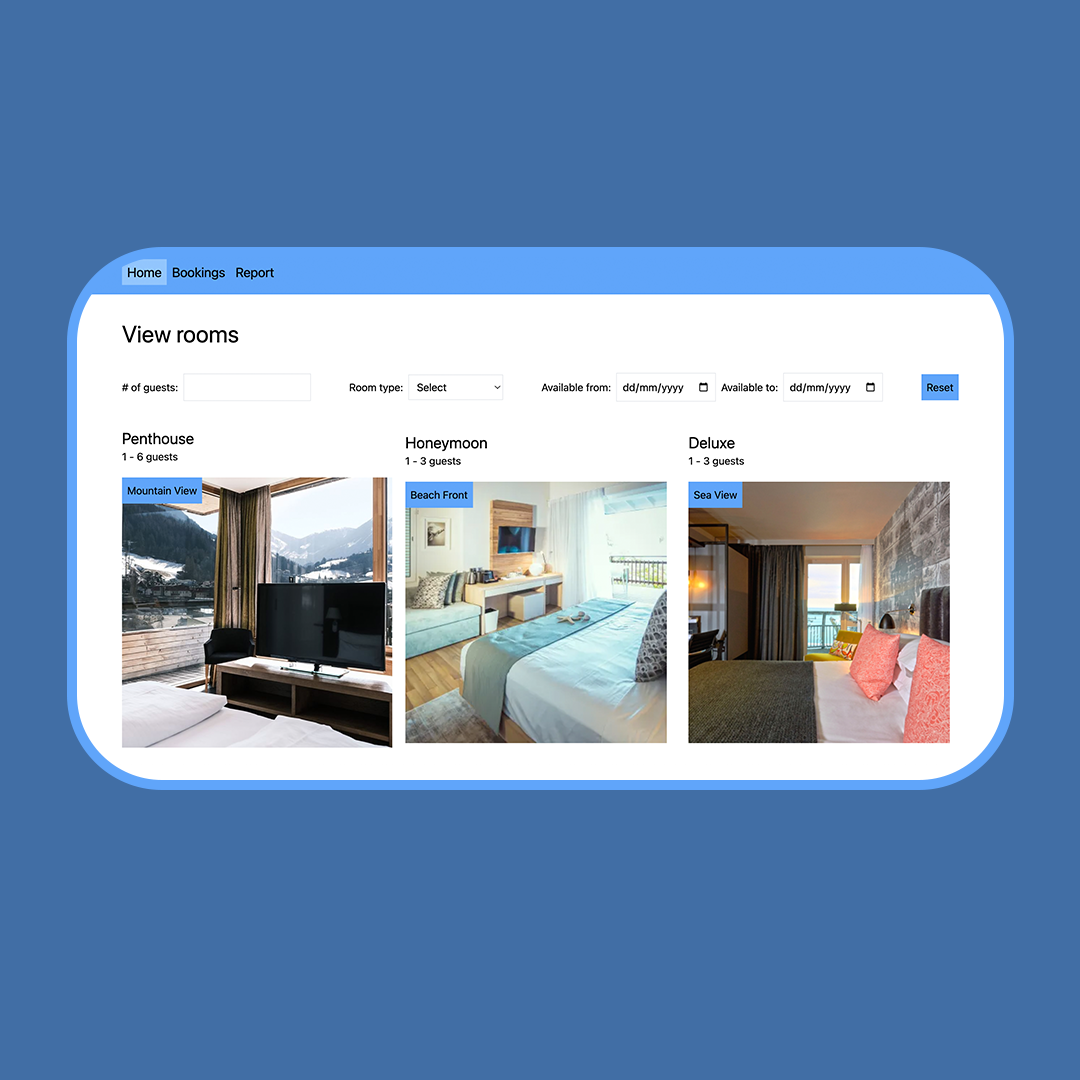 Home Bookings Report
View rooms
# of guests: Room type: Select Available from: dd/mm/yyyy Available to: dd/mm/yyyy Reset
Penthouse
1 - 6 guests
Mountain View
Honeymoon
1 - 3 guests
Beach Front
Deluxe
1 - 3 guests
Sea View